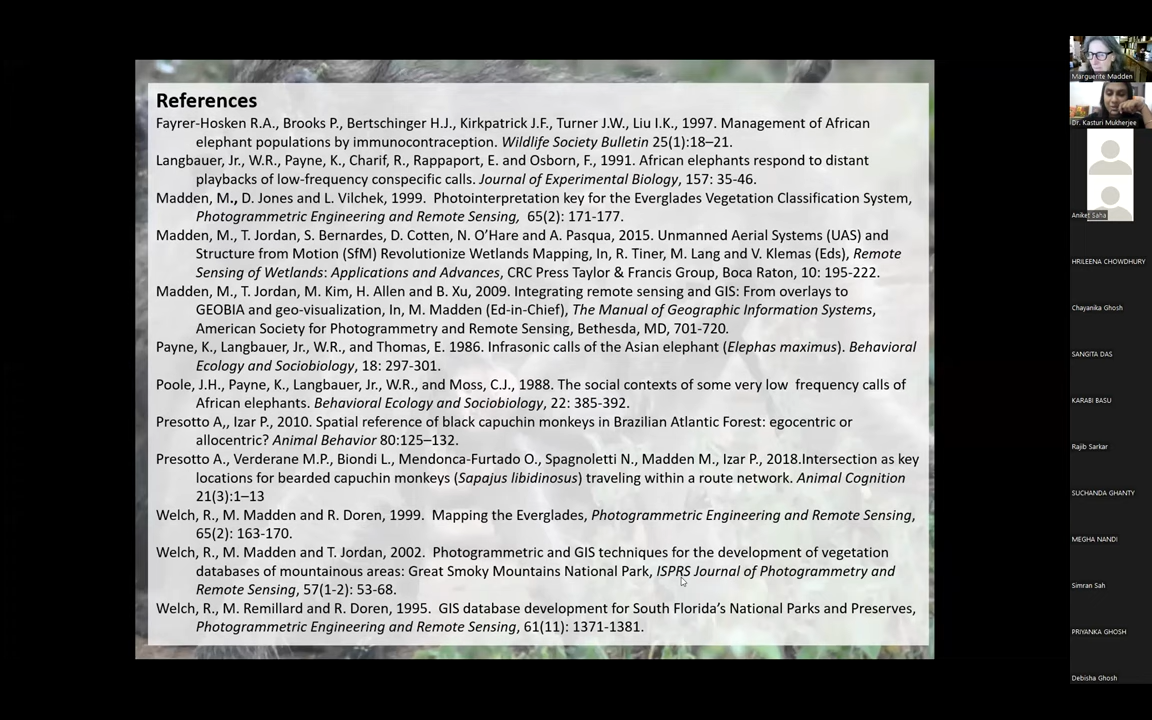 References
Fayrer-Hosken R.A., Brooks P., Bertschinger H.J., Kirkpatrick J.F., Turner J.W., Liu I.K., 1997. Management of African
elephant populations by immunocontraception. Wildlife Society Bulletin 25(1):18–21.
Langbauer, Jr., W.R., Payne, K., Charif, R., Rappaport, E. and Osborn, F., 1991. African elephants respond to distant
playbacks of low-frequency conspecific calls. Journal of Experimental Biology, 157: 35-46.
Madden, M., D. Jones and L. Vilchek, 1999. Photointerpretation key for the Everglades Vegetation Classification System,
Photogrammetric Engineering and Remote Sensing, 65(2): 171-177.
Madden, M., T. Jordan, S. Bernardes, D. Cotten, N. O’Hare and A. Pasqua, 2015. Unmanned Aerial Systems (UAS) and
Structure from Motion (SfM) Revolutionize Wetlands Mapping, In, R. Tiner, M. Lang and V. Klemas (Eds), Remote
Sensing of Wetlands: Applications and Advances, CRC Press Taylor & Francis Group, Boca Raton, 10: 195-222.
Madden, M., T. Jordan, M. Kim, H. Allen and B. Xu, 2009. Integrating remote sensing and GIS: From overlays to
GEOBIA and geo-visualization, In, M. Madden (Ed-in-Chief), The Manual of Geographic Information Systems,
American Society for Photogrammetry and Remote Sensing, Bethesda, MD, 701-720.
Payne, K., Langbauer, Jr., W.R., and Thomas, E. 1986. Infrasonic calls of the Asian elephant (Elephas maximus). Behavioral
Ecology and Sociobiology, 18: 297-301.
Poole, J.H., Payne, K., Langbauer, Jr., W.R., and Moss, C.J., 1988. The social contexts of some very low frequency calls of
African elephants. Behavioral Ecology and Sociobiology, 22: 385-392.
Presotto A,, Izar P., 2010. Spatial reference of black capuchin monkeys in Brazilian Atlantic Forest: egocentric or
allocentric? Animal Behavior 80:125–132.
Presotto A., Verderane M.P., Biondi L., Mendonca-Furtado O., Spagnoletti N., Madden M., Izar P., 2018.Intersection as key
locations for bearded capuchin monkeys (Sapajus libidinosus) traveling within a route network. Animal Cognition
21(3):1–13
Welch, R., M. Madden and R. Doren, 1999. Mapping the Everglades, Photogrammetric Engineering and Remote Sensing,
65(2): 163-170.
Welch, R., M. Madden and T. Jordan, 2002. Photogrammetric and GIS techniques for the development of vegetation
databases of mountainous areas: Great Smoky Mountains National Park, ISPRS Journal of Photogrammetry and
Remote Sensing, 57(1-2): 53-68.
Welch, R., M. Remillard and R. Doren, 1995. GIS database development for South Florida’s National Parks and Preserves,
Photogrammetric Engineering and Remote Sensing, 61(11): 1371-1381.
Marguerite Madden
Dr. Kasturi Mukherjee
Aniket Saha
HRILEENA CHOWDHURY
Chayanika Ghosh
SANGITA DAS
KARABI BASU
Rajib Sarkar
SUCHANDA GHANTY
MEGHA NANDI
Simran Sah
PRIYANKA GHOSH
Debisha Ghosh